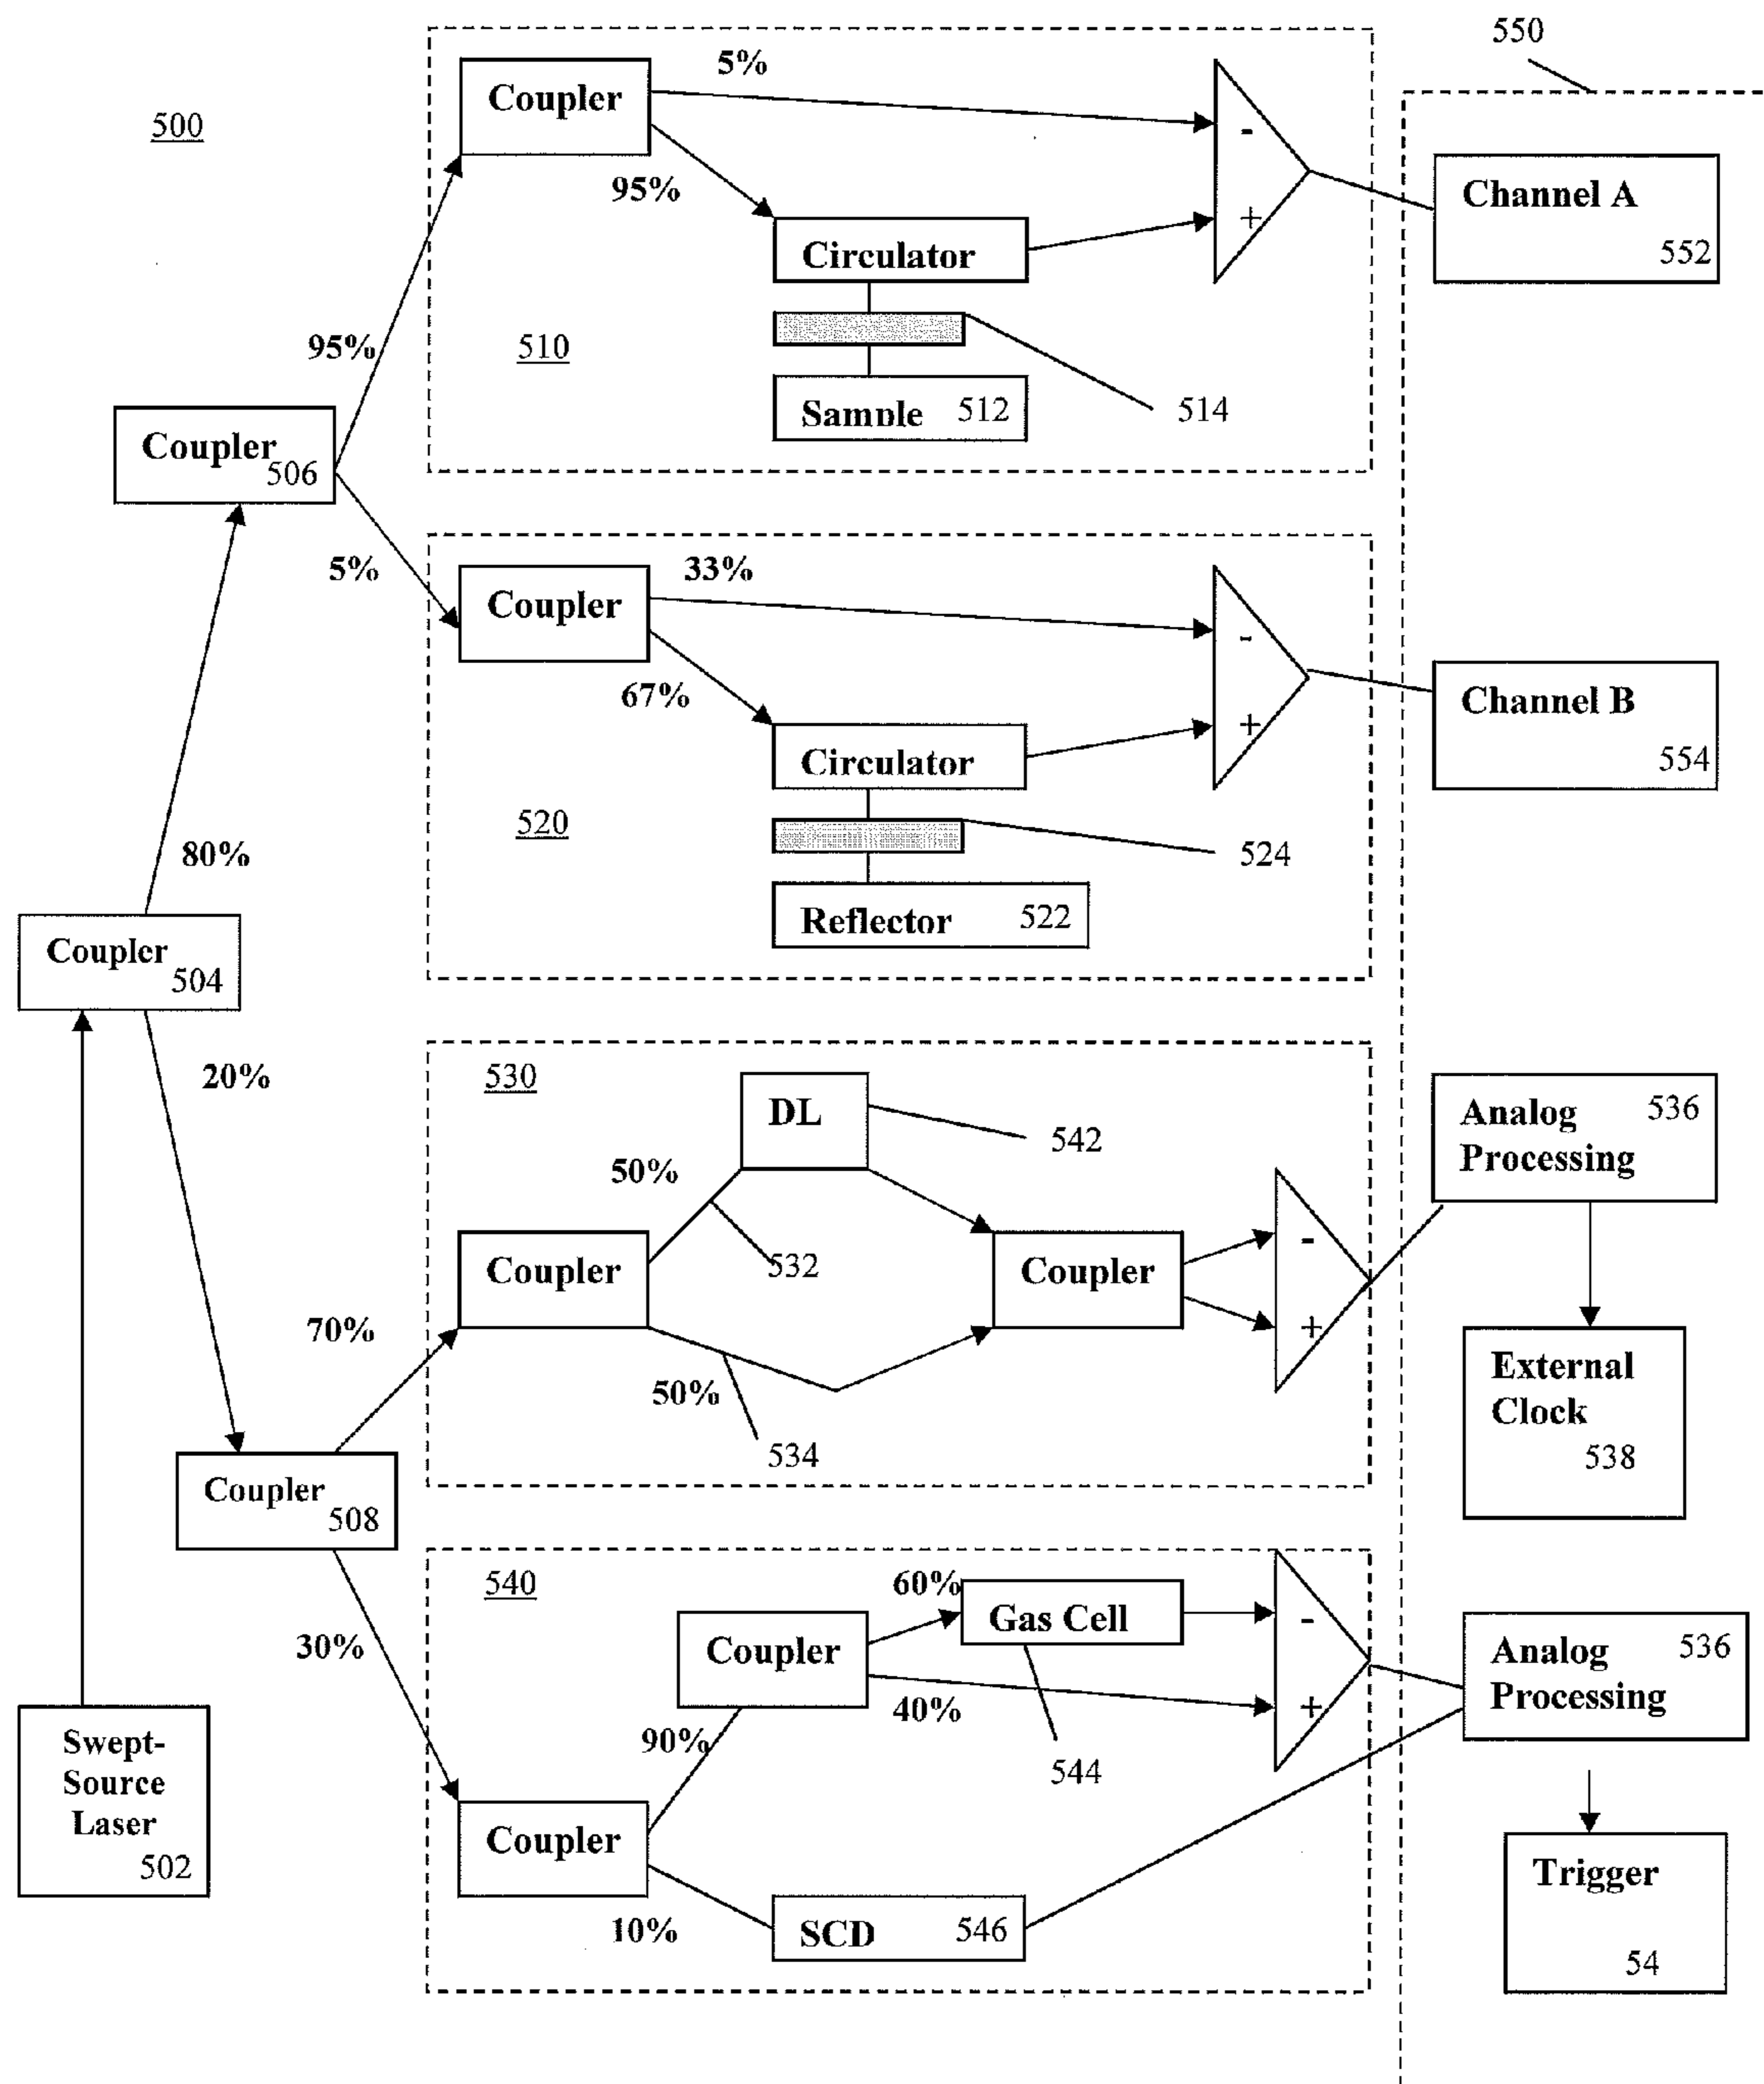 500
550
Coupler
5%
-
+
95%
Circulator
510
Sample 512
514
Channel A
552
95%
Coupler
506
5%
Coupler
33%
-
+
67%
Circulator
520
524
Reflector 522
Channel B
554
80%
Coupler
504
20%
530
DL
542
50%
532
Coupler
Coupler
-
+
50%
534
Analog 536
Processing
External
Clock
538
70%
Coupler
508
30%
540
60%
Gas Cell
-
+
Coupler
40%
544
90%
Coupler
10%
SCD 546
Analog 536
Processing
Trigger
54
Swept-
Source
Laser
502